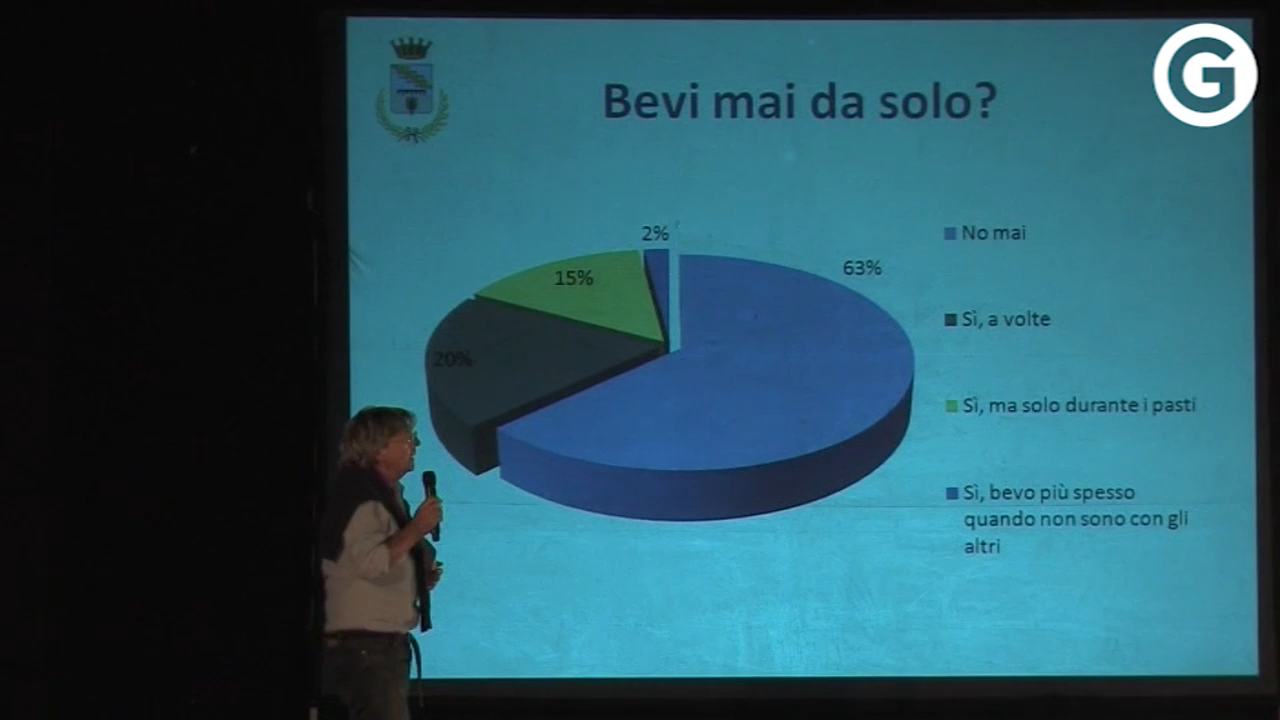 G
Bevi mai da solo?
2%
63%
15%
20%
No mai
Sì, a volte
Sì, ma solo durante i pasti
Sì, bevo più spesso
quando non sono con gli
altri